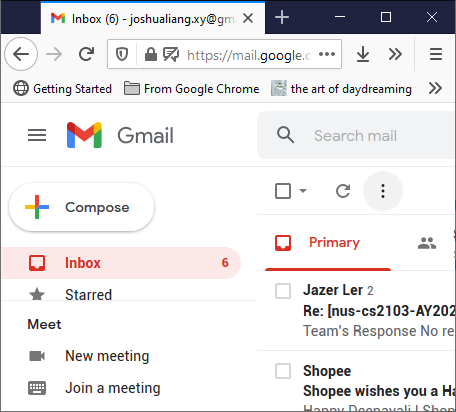 Inbox (6) - joshualiang.xy@gm
https://mail.google.c
Getting Started
From Google Chrome
the art of daydreaming
Gmail
Search mail
Compose
Primary
Inbox 6
Starred
Jazer Ler 2
Re: [nus-cs2103-AY202
Team's Response No re
Meet
New meeting
Join a meeting
Shopee
Shopee wishes you a Ha
Happy Deepavali | Shop